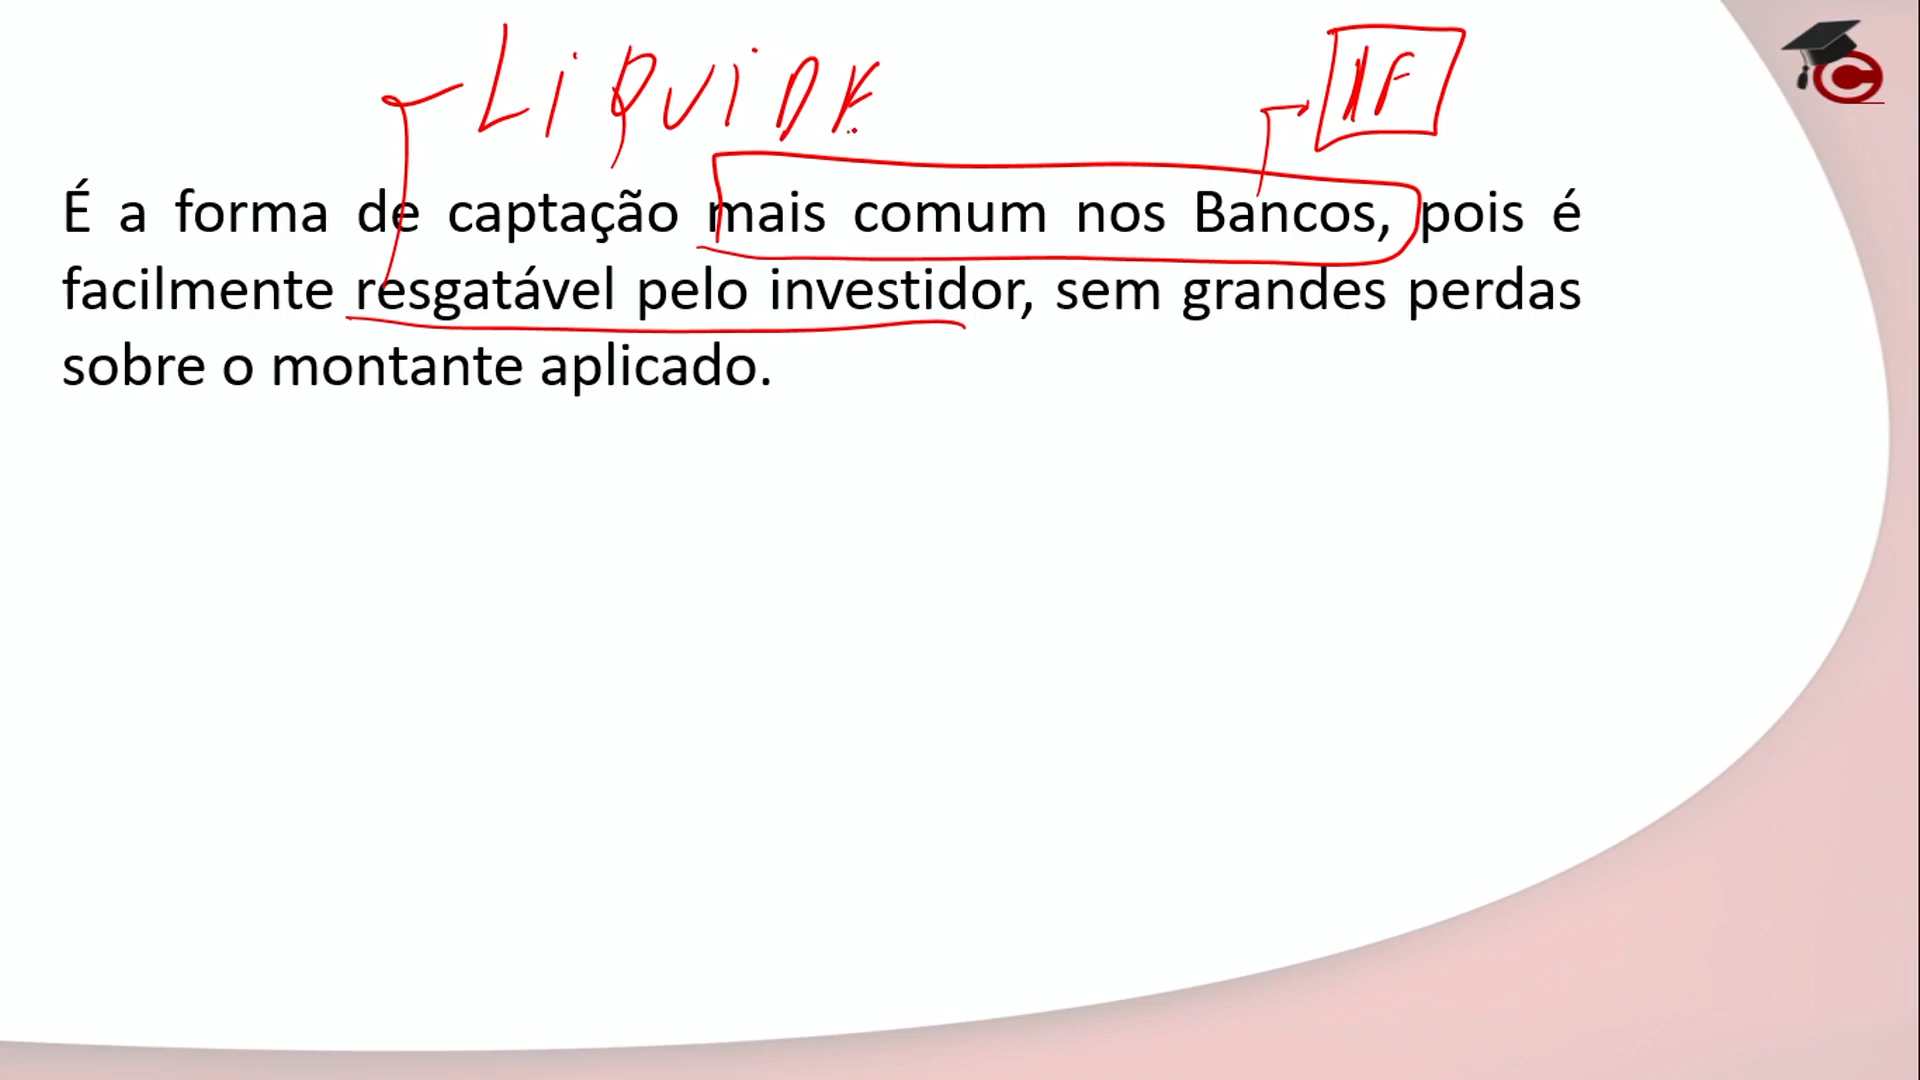 LIQUIDE
IF
É a forma de captação mais comum nos Bancos, pois é
facilmente resgatável pelo investidor, sem grandes perdas
sobre o montante aplicado.